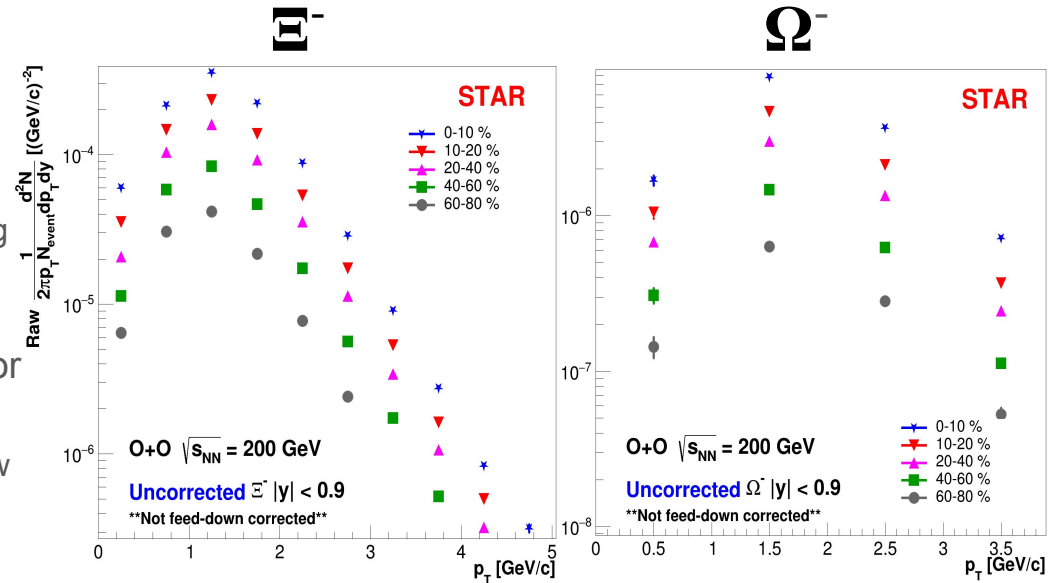 Ξ⁻
Ω⁻
Raw 1/(2πp_T N_event) d²N/(dp_T dy) [(GeV/c)⁻²]
10⁻⁴
10⁻⁵
10⁻⁶
STAR
0-10 %
10-20 %
20-40 %
40-60 %
60-80 %
O+O √s_NN = 200 GeV
Uncorrected Ξ⁻ |y| < 0.9
**Not feed-down corrected**
0 1 2 3 4 5
p_T [GeV/c]
10⁻⁶
10⁻⁷
10⁻⁸
STAR
0-10 %
10-20 %
20-40 %
40-60 %
60-80 %
O+O √s_NN = 200 GeV
Uncorrected Ω⁻ |y| < 0.9
**Not feed-down corrected**
0 0.5 1 1.5 2 2.5 3 3.5
p_T [GeV/c]
g
or